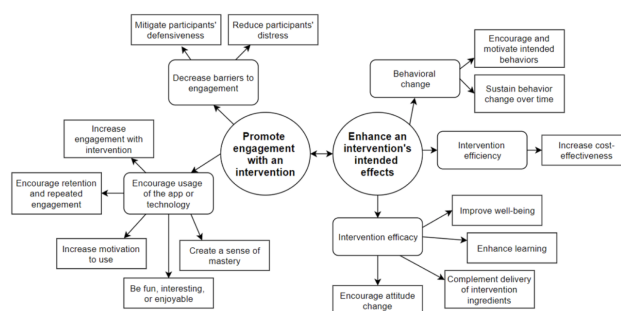 Mitigate participants'
defensiveness
Reduce participants'
distress
Decrease barriers to
engagement
Increase
engagement with
intervention
Encourage retention
and repeated
engagement
Encourage usage
of the app or
technology
Increase motivation
to use
Be fun, interesting,
or enjoyable
Create a sense of
mastery
Promote
engagement
with an
intervention
Enhance an
intervention's
intended
effects
Behavioral
change
Encourage and
motivate intended
behaviors
Sustain behavior
change over time
Intervention
efficiency
Increase cost-
effectiveness
Intervention efficacy
Improve well-being
Enhance learning
Complement delivery
of intervention
ingredients
Encourage attitude
change